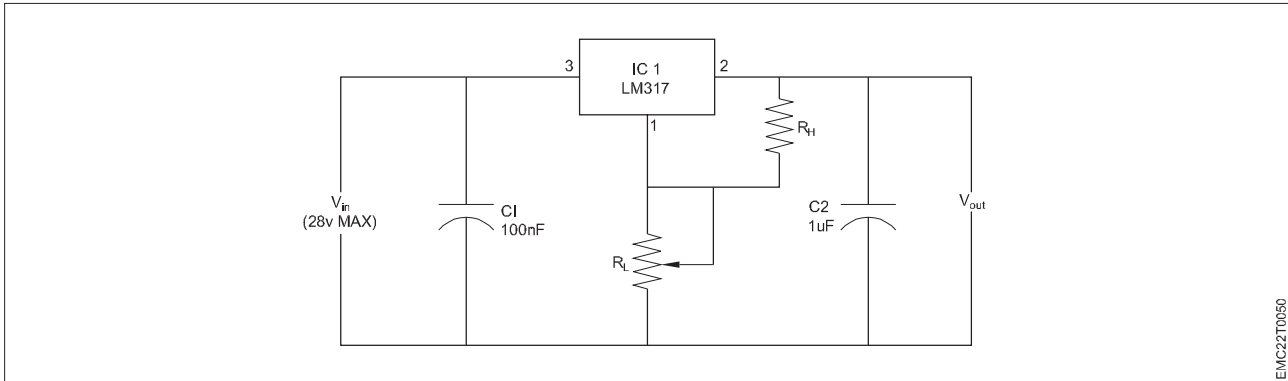 3
IC 1
LM317
2
1
R_H
V_in
(28v MAX)
CI
100nF
R_L
C2
1uF
V_out
EMC22T0050